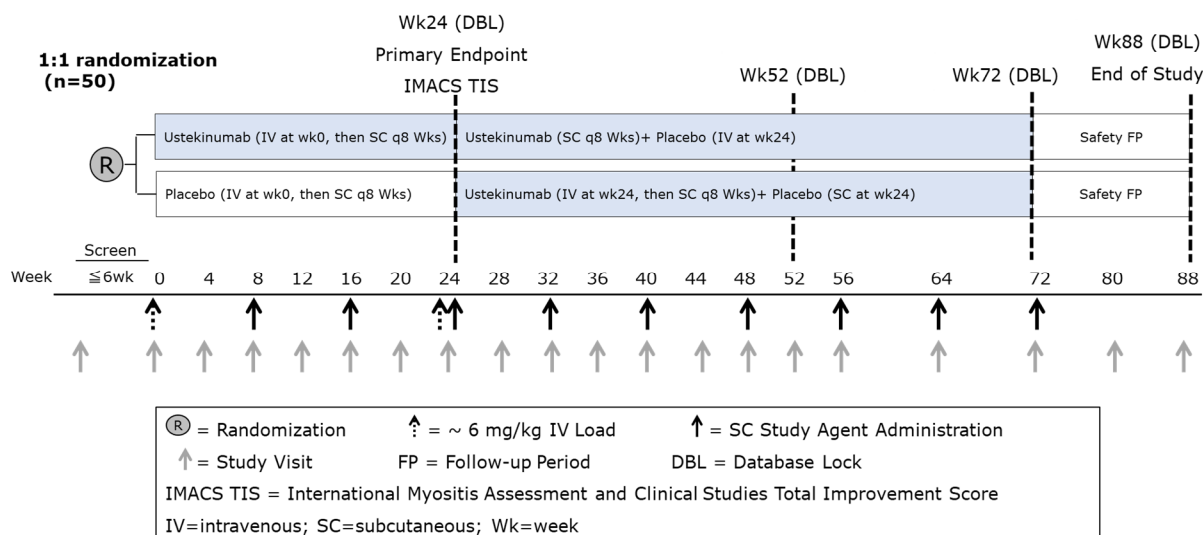 Wk24 (DBL)
Primary Endpoint
IMACS TIS
1:1 randomization
(n=50)
Wk52 (DBL)
Wk72 (DBL)
Wk88 (DBL)
End of Study
R
Ustekinumab (IV at wk0, then SC q8 Wks)
Ustekinumab (SC q8 Wks)+ Placebo (IV at wk24)
Safety FP
Placebo (IV at wk0, then SC q8 Wks)
Ustekinumab (IV at wk24, then SC q8 Wks)+ Placebo (SC at wk24)
Safety FP
Screen
Week ≦6wk 0 4 8 12 16 20 24 28 32 36 40 44 48 52 56 64 72 80 88
R = Randomization = ~ 6 mg/kg IV Load = SC Study Agent Administration
= Study Visit FP = Follow-up Period DBL = Database Lock
IMACS TIS = International Myositis Assessment and Clinical Studies Total Improvement Score
IV=intravenous; SC=subcutaneous; Wk=week